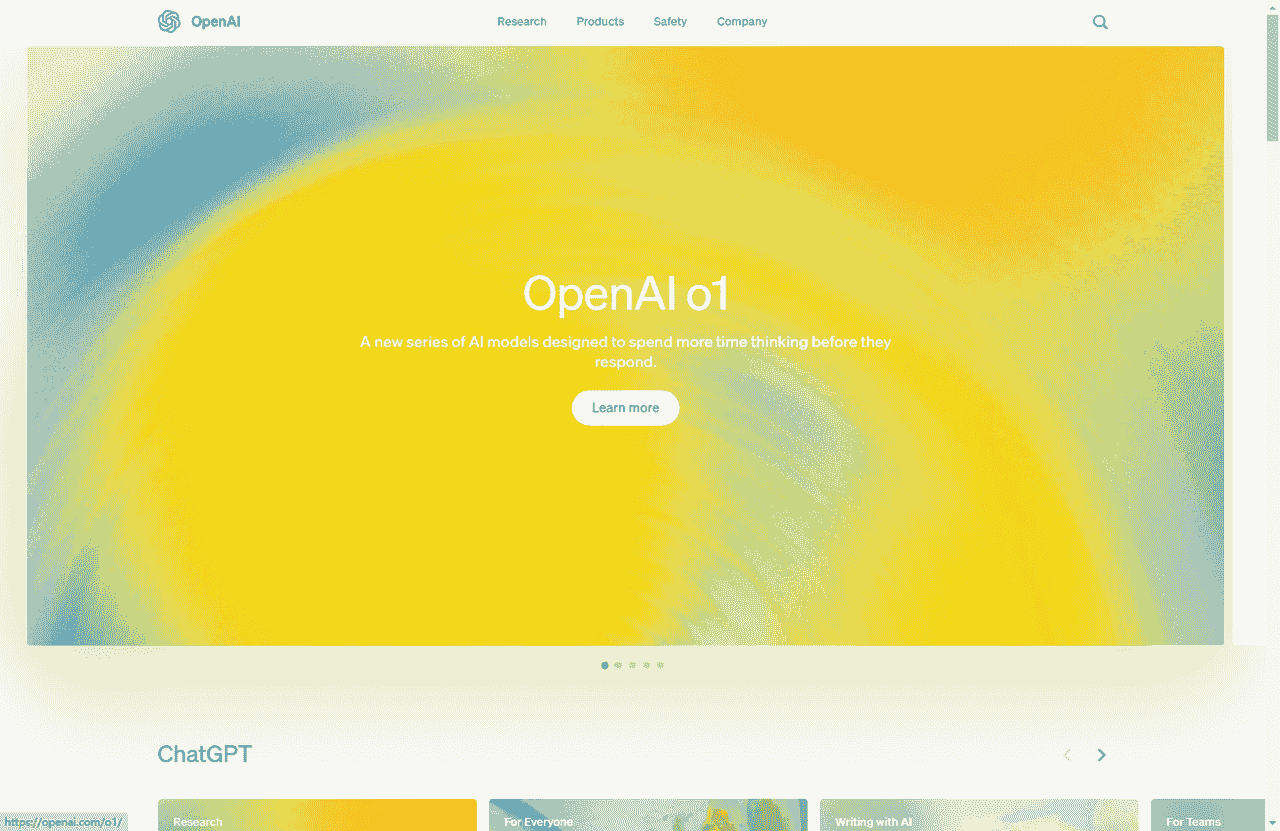 OpenAI
Research Products Safety Company
OpenAI o1
A new series of AI models designed to spend more time thinking before they
respond.
Learn more
ChatGPT
Research
For Everyone
Writing with AI
For Teams
https://openai.com/o1/